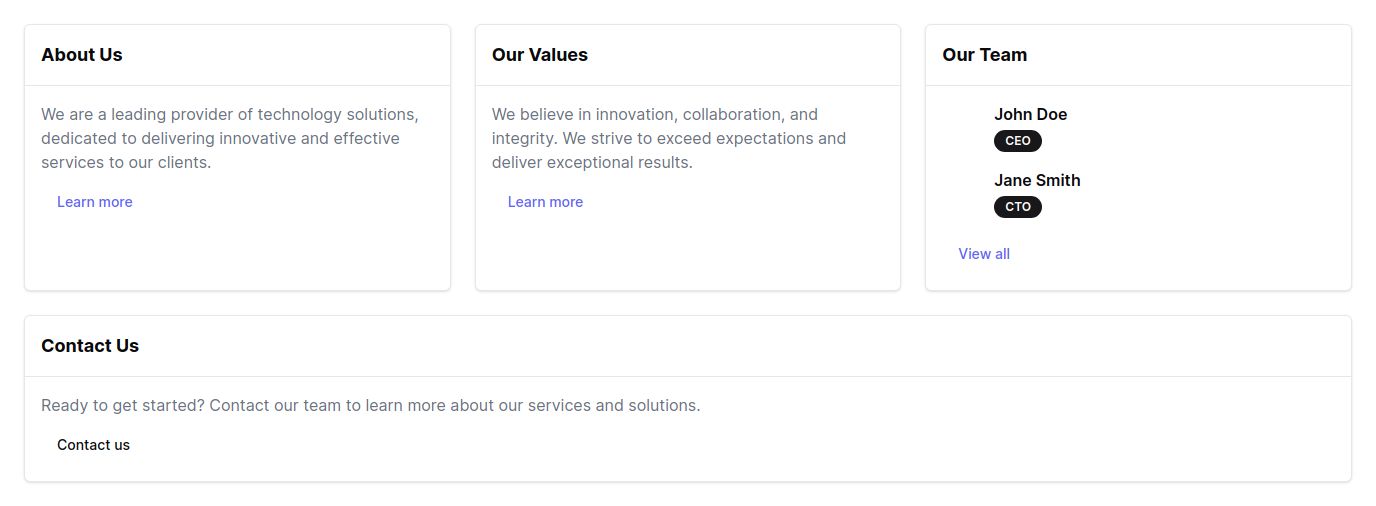 About Us
We are a leading provider of technology solutions,
dedicated to delivering innovative and effective
services to our clients.
Learn more
Our Values
We believe in innovation, collaboration, and
integrity. We strive to exceed expectations and
deliver exceptional results.
Learn more
Our Team
John Doe
CEO
Jane Smith
CTO
View all
Contact Us
Ready to get started? Contact our team to learn more about our services and solutions.
Contact us